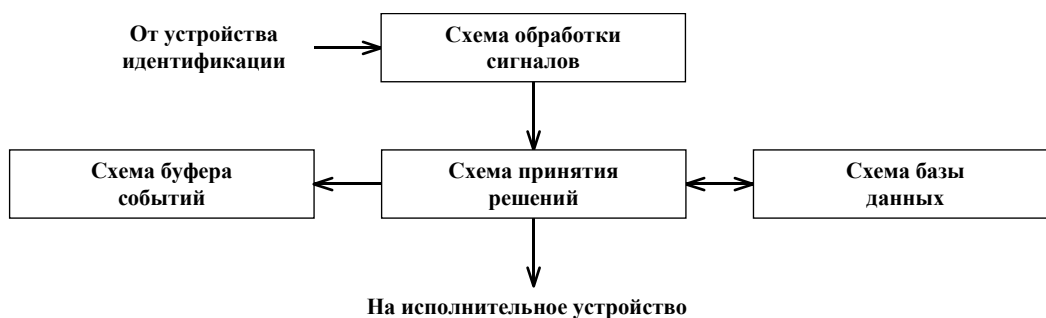 От устройства
идентификации
Схема обработки
сигналов
Схема буфера
событий
Схема принятия
решений
Схема базы
данных
На исполнительное устройство